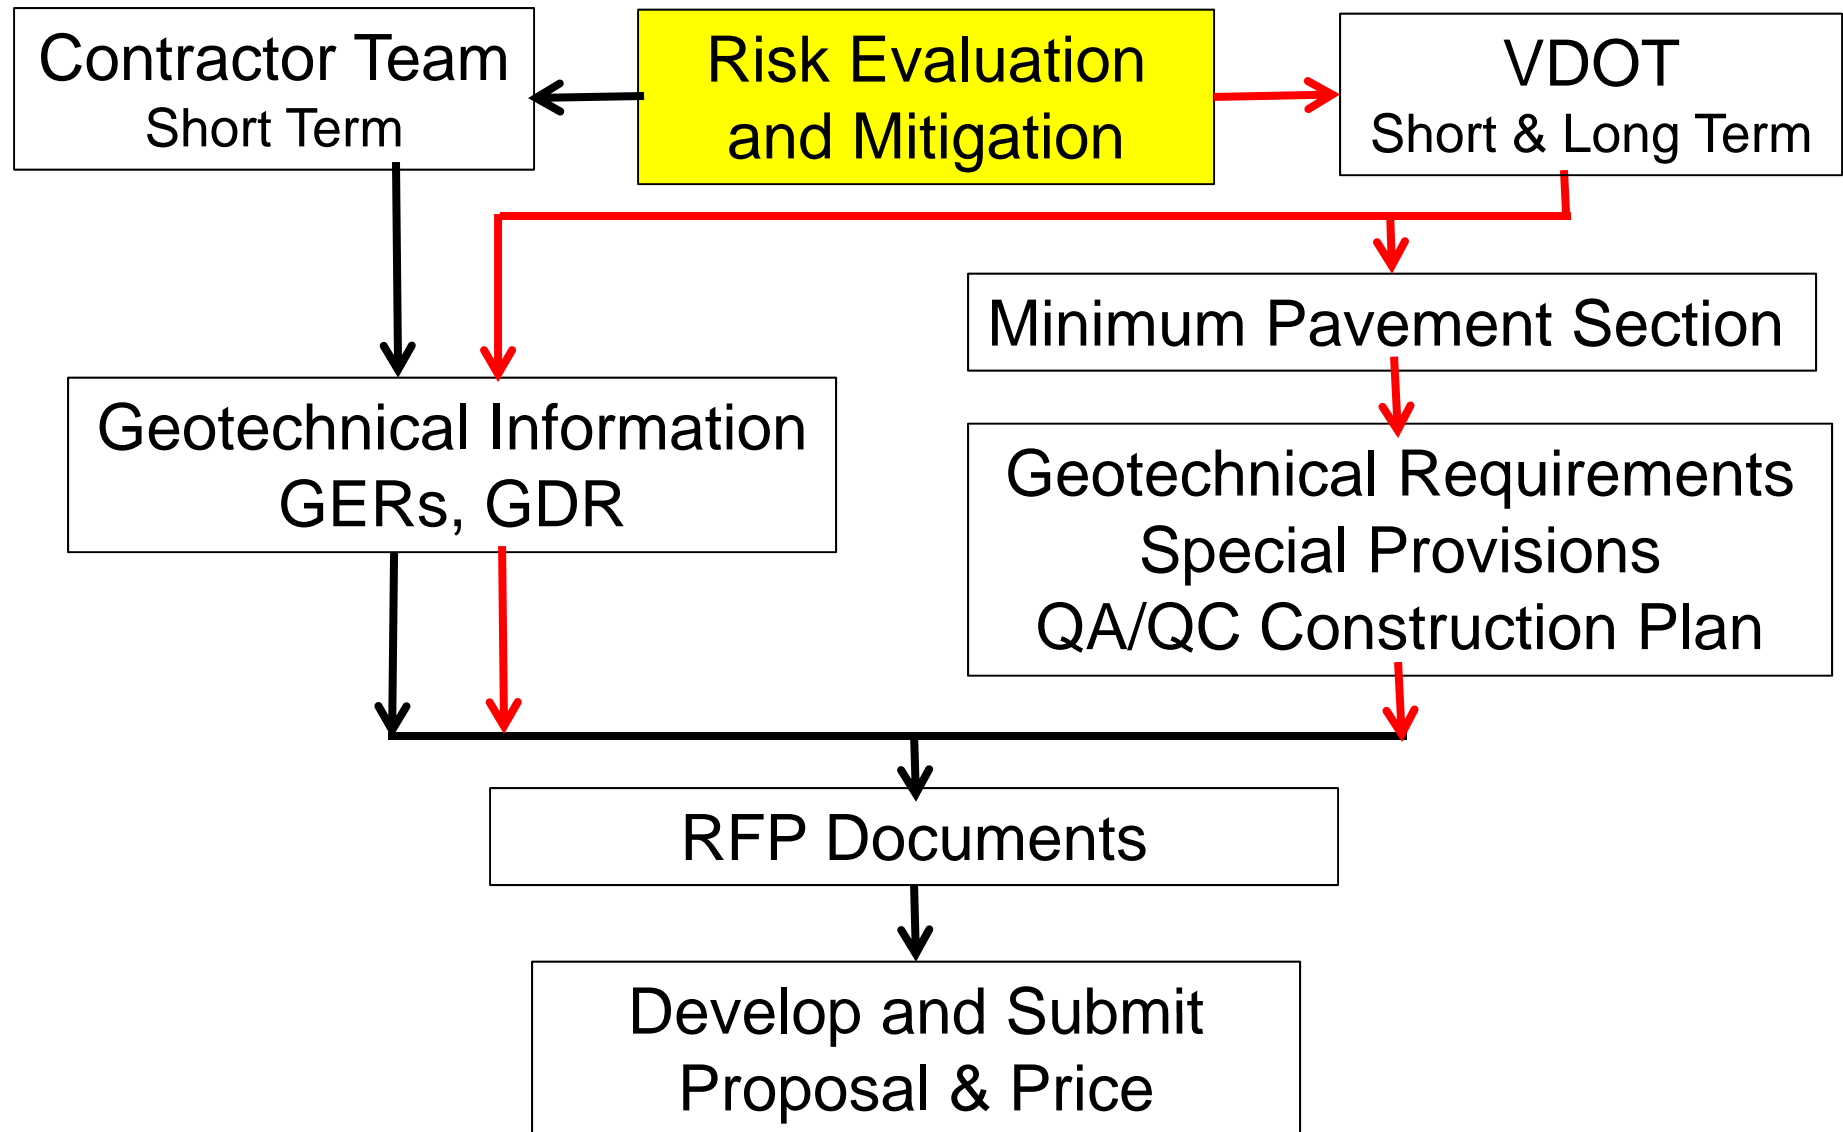 Contractor Team
Short Term
Risk Evaluation
and Mitigation
VDOT
Short & Long Term
Minimum Pavement Section
Geotechnical Information
GERs, GDR
Geotechnical Requirements
Special Provisions
QA/QC Construction Plan
RFP Documents
Develop and Submit
Proposal & Price